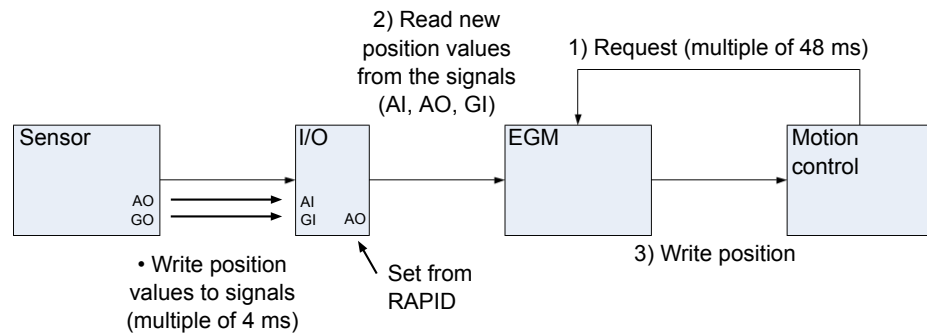 2) Read new
position values
from the signals
(AI, AO, GI)
1) Request (multiple of 48 ms)
Sensor
I/O
EGM
Motion
control
AO
GO
AI
GI
AO
3) Write position
• Write position
values to signals
(multiple of 4 ms)
Set from
RAPID